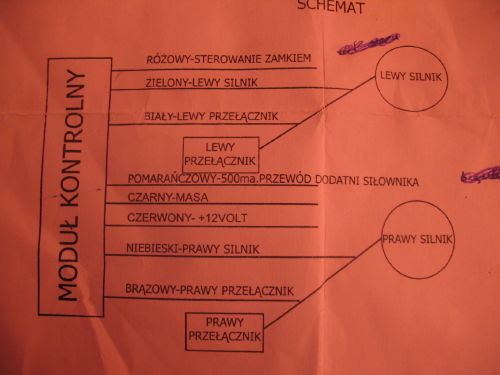 SCHEMAT
RÓŻOWY-STEROWANIE ZAMKIEM
ZIELONY-LEWY SILNIK
LEWY SILNIK
BIAŁY-LEWY PRZEŁĄCZNIK
LEWY
PRZEŁĄCZNIK
MODUŁ KONTROLNY
POMARAŃCZOWY-500ma.PRZEWÓD DODATNI SIŁOWNIKA
CZARNY-MASA
CZERWONY- +12VOLT
NIEBIESKI-PRAWY SILNIK
PRAWY SILNIK
BRĄZOWY-PRAWY PRZEŁĄCZNIK
PRAWY
PRZEŁĄCZNIK